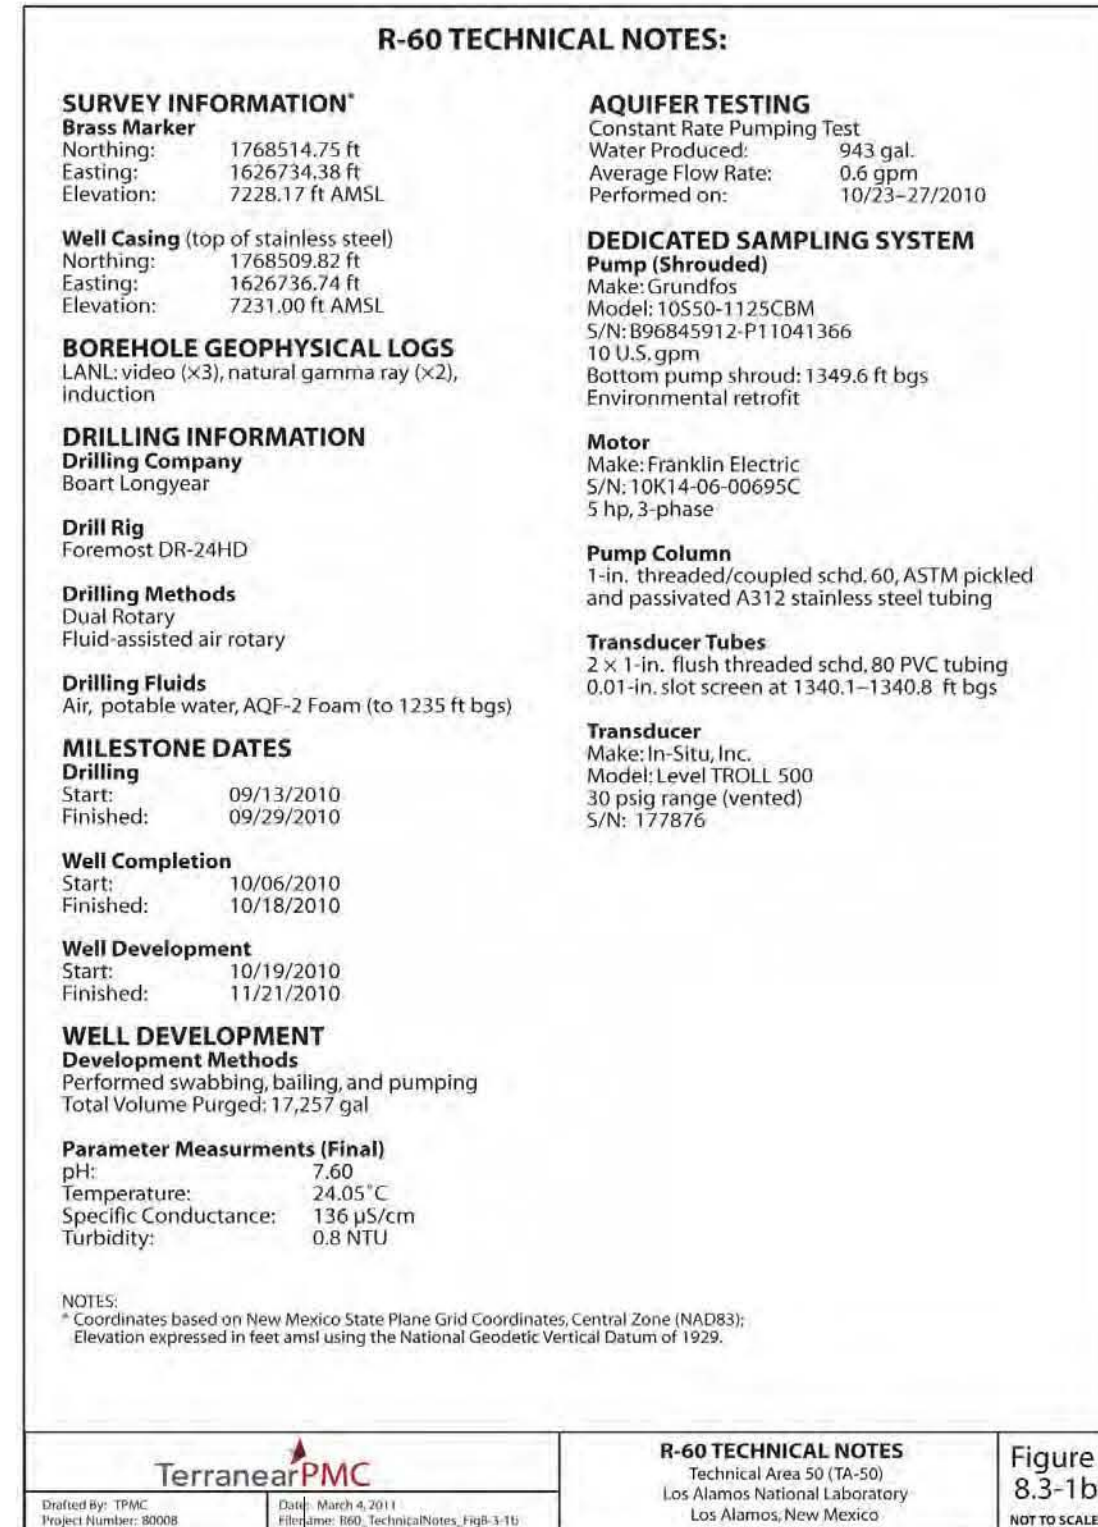 R-60 TECHNICAL NOTES:
SURVEY INFORMATION*
Brass Marker
Northing: 1768514.75 ft
Easting: 1626734.38 ft
Elevation: 7228.17 ft AMSL
Well Casing (top of stainless steel)
Northing: 1768509.82 ft
Easting: 1626736.74 ft
Elevation: 7231.00 ft AMSL
BOREHOLE GEOPHYSICAL LOGS
LANL: video (×3), natural gamma ray (×2),
induction
DRILLING INFORMATION
Drilling Company
Boart Longyear
Drill Rig
Foremost DR-24HD
Drilling Methods
Dual Rotary
Fluid-assisted air rotary
Drilling Fluids
Air, potable water, AQF-2 Foam (to 1235 ft bgs)
MILESTONE DATES
Drilling
Start: 09/13/2010
Finished: 09/29/2010
Well Completion
Start: 10/06/2010
Finished: 10/18/2010
Well Development
Start: 10/19/2010
Finished: 11/21/2010
WELL DEVELOPMENT
Development Methods
Performed swabbing, bailing, and pumping
Total Volume Purged: 17,257 gal
Parameter Measurments (Final)
pH: 7.60
Temperature: 24.05°C
Specific Conductance: 136 µS/cm
Turbidity: 0.8 NTU
AQUIFER TESTING
Constant Rate Pumping Test
Water Produced: 943 gal.
Average Flow Rate: 0.6 gpm
Performed on: 10/23–27/2010
DEDICATED SAMPLING SYSTEM
Pump (Shrouded)
Make: Grundfos
Model: 10S50-1125CBM
S/N: B96845912-P11041366
10 U.S. gpm
Bottom pump shroud: 1349.6 ft bgs
Environmental retrofit
Motor
Make: Franklin Electric
S/N: 10K14-06-00695C
5 hp, 3-phase
Pump Column
1-in. threaded/coupled schd. 60, ASTM pickled
and passivated A312 stainless steel tubing
Transducer Tubes
2 × 1-in. flush threaded schd. 80 PVC tubing
0.01-in. slot screen at 1340.1–1340.8 ft bgs
Transducer
Make: In-Situ, Inc.
Model: Level TROLL 500
30 psig range (vented)
S/N: 177876
NOTES:
* Coordinates based on New Mexico State Plane Grid Coordinates, Central Zone (NAD83);
Elevation expressed in feet amsl using the National Geodetic Vertical Datum of 1929.
TerranearPMC
Drafted By: TPMC
Project Number: 80008
Date: March 4, 2011
Filename: R60_TechnicalNotes_Fig8-3-1b
R-60 TECHNICAL NOTES
Technical Area 50 (TA-50)
Los Alamos National Laboratory
Los Alamos, New Mexico
Figure
8.3-1b
NOT TO SCALE